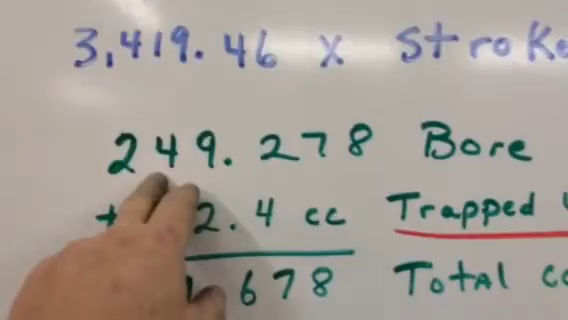 3,419.46 x Stroke
249.278 Bore
+ 2.4 cc Trapped
678 Total cc